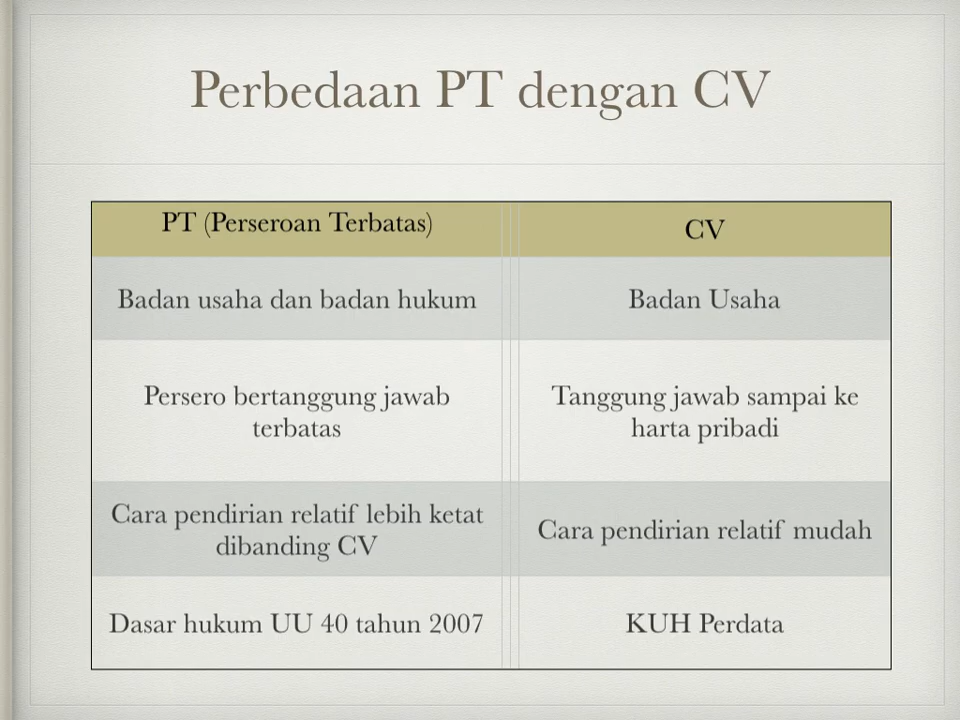 Perbedaan PT dengan CV
PT (Perseroan Terbatas)
CV
Badan usaha dan badan hukum
Badan Usaha
Persero bertanggung jawab
terbatas
Tanggung jawab sampai ke
harta pribadi
Cara pendirian relatif lebih ketat
dibanding CV
Cara pendirian relatif mudah
Dasar hukum UU 40 tahun 2007
KUH Perdata